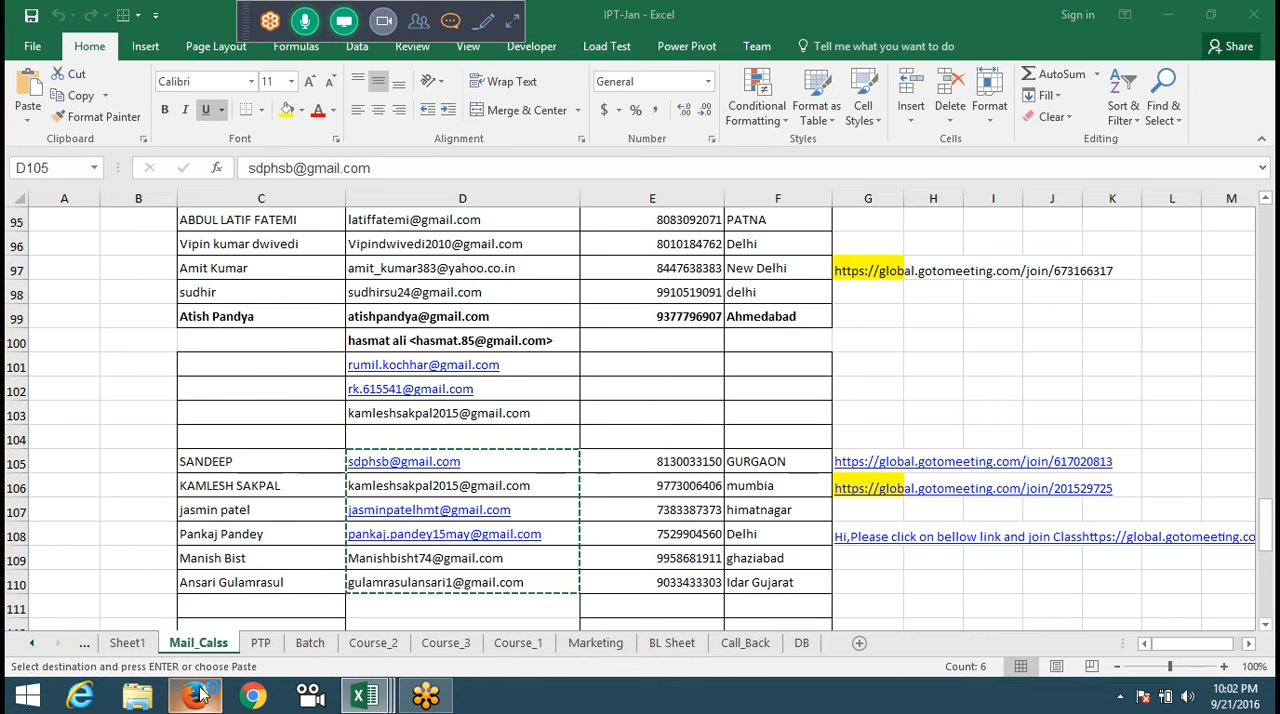 IPT-Jan - Excel
Sign in
File Home Insert Page Layout Formulas Data Review View Developer Load Test Power Pivot Team Tell me what you want to do Share
Paste
Cut
Copy
Format Painter
Clipboard
Calibri 11
B I U
Font
Wrap Text
Merge & Center
Alignment
General
$ % ,
Number
Conditional Formatting
Format as Table
Cell Styles
Styles
Insert
Delete
Format
Cells
AutoSum
Fill
Clear
Sort & Filter
Find & Select
Editing
D105 fx sdphsb@gmail.com
A B C D E F G H I J K L M
95 ABDUL LATIF FATEMI latiffatemi@gmail.com 8083092071 PATNA
96 Vipin kumar dwivedi Vipindwivedi2010@gmail.com 8010184762 Delhi
97 Amit Kumar amit_kumar383@yahoo.co.in 8447638383 New Delhi https://global.gotomeeting.com/join/673166317
98 sudhir sudhirsu24@gmail.com 9910519091 delhi
99 Atish Pandya atishpandya@gmail.com 9377796907 Ahmedabad
100 hasmat ali <hasmat.85@gmail.com>
101 rumil.kochhar@gmail.com
102 rk.615541@gmail.com
103 kamleshsakpal2015@gmail.com
104
105 SANDEEP sdphsb@gmail.com 8130033150 GURGAON https://global.gotomeeting.com/join/617020813
106 KAMLESH SAKPAL kamleshsakpal2015@gmail.com 9773006406 mumbia https://global.gotomeeting.com/join/201529725
107 jasmin patel jasminpatelhmt@gmail.com 7383387373 himatnagar
108 Pankaj Pandey pankaj.pandey15may@gmail.com 7529904560 Delhi Hi,Please click on bellow link and join Classhttps://global.gotomeeting.co
109 Manish Bist Manishbisht74@gmail.com 9958681911 ghaziabad
110 Ansari Gulamrasul gulamrasulansari1@gmail.com 9033433303 Idar Gujarat
111
... Sheet1 Mail_Calss PTP Batch Course_2 Course_3 Course_1 Marketing BL Sheet Call_Back DB
Select destination and press ENTER or choose Paste Count: 6 100%
10:02 PM
9/21/2016